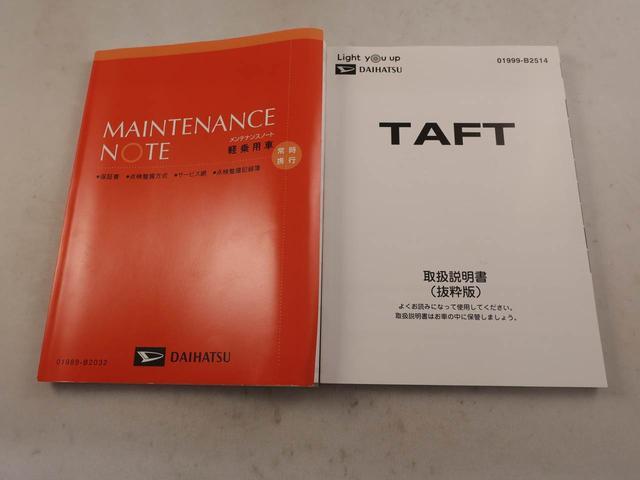 MAINTENANCE
NOTE
メンテナンスノート
軽乗用車
常時
携行
●保証書 ●点検整備方式 ●サービス網 ●点検整備記録簿
DAIHATSU
01989-B2032
Light you up
DAIHATSU
01999-B2514
TAFT
取扱説明書
（抜粋版）
よくお読みになって使用してください。
取扱説明書はお車の中に保管しましょう。